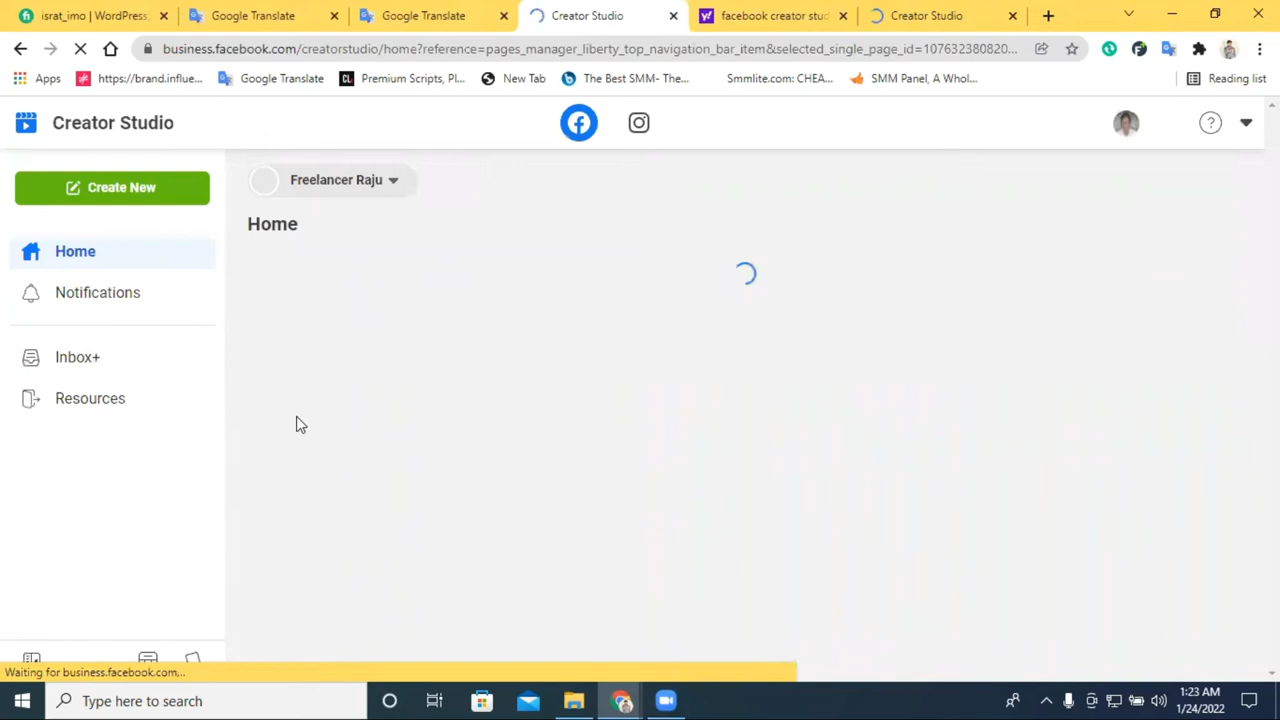 israt_imo | WordPress,
Google Translate
Google Translate
Creator Studio
facebook creator stud
Creator Studio
business.facebook.com/creatorstudio/home?reference=pages_manager_liberty_top_navigation_bar_item&selected_single_page_id=107632380820...
Apps
https://brand.influe...
Google Translate
CL
Premium Scripts, Pl...
New Tab
The Best SMM- The...
Smmlite.com: CHEA...
SMM Panel, A Whol...
Reading list
Creator Studio
Create New
Freelancer Raju
Home
Home
Notifications
Inbox+
Resources
Waiting for business.facebook.com...
Type here to search
1:23 AM
1/24/2022